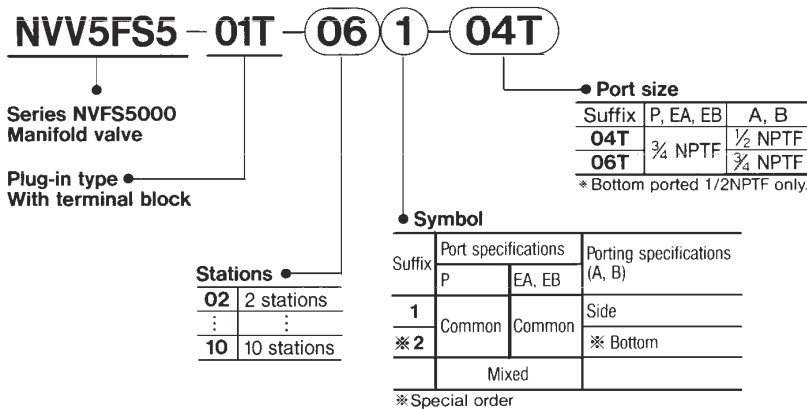 NVV5FS5 - 01T - 06 1 - 04T
Series NVFS5000
Manifold valve
Plug-in type
With terminal block
Port size
Suffix P, EA, EB A, B
04T 3/4 NPTF 1/2 NPTF
06T 3/4 NPTF
* Bottom ported 1/2NPTF only.
Symbol
Suffix Port specifications Porting specifications
(A, B)
P EA, EB
1 Common Common Side
※2 ※ Bottom
Mixed
※Special order
Stations
02 2 stations
⋮ ⋮
10 10 stations